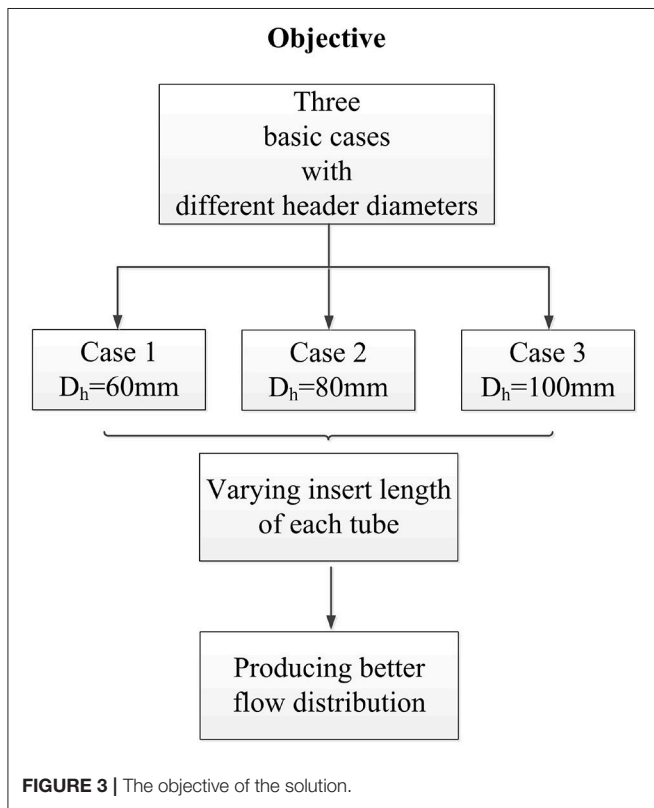 Objective
Three
basic cases
with
different header diameters
Case 1
Dₕ=60mm
Case 2
Dₕ=80mm
Case 3
Dₕ=100mm
Varying insert length
of each tube
Producing better
flow distribution
FIGURE 3 | The objective of the solution.